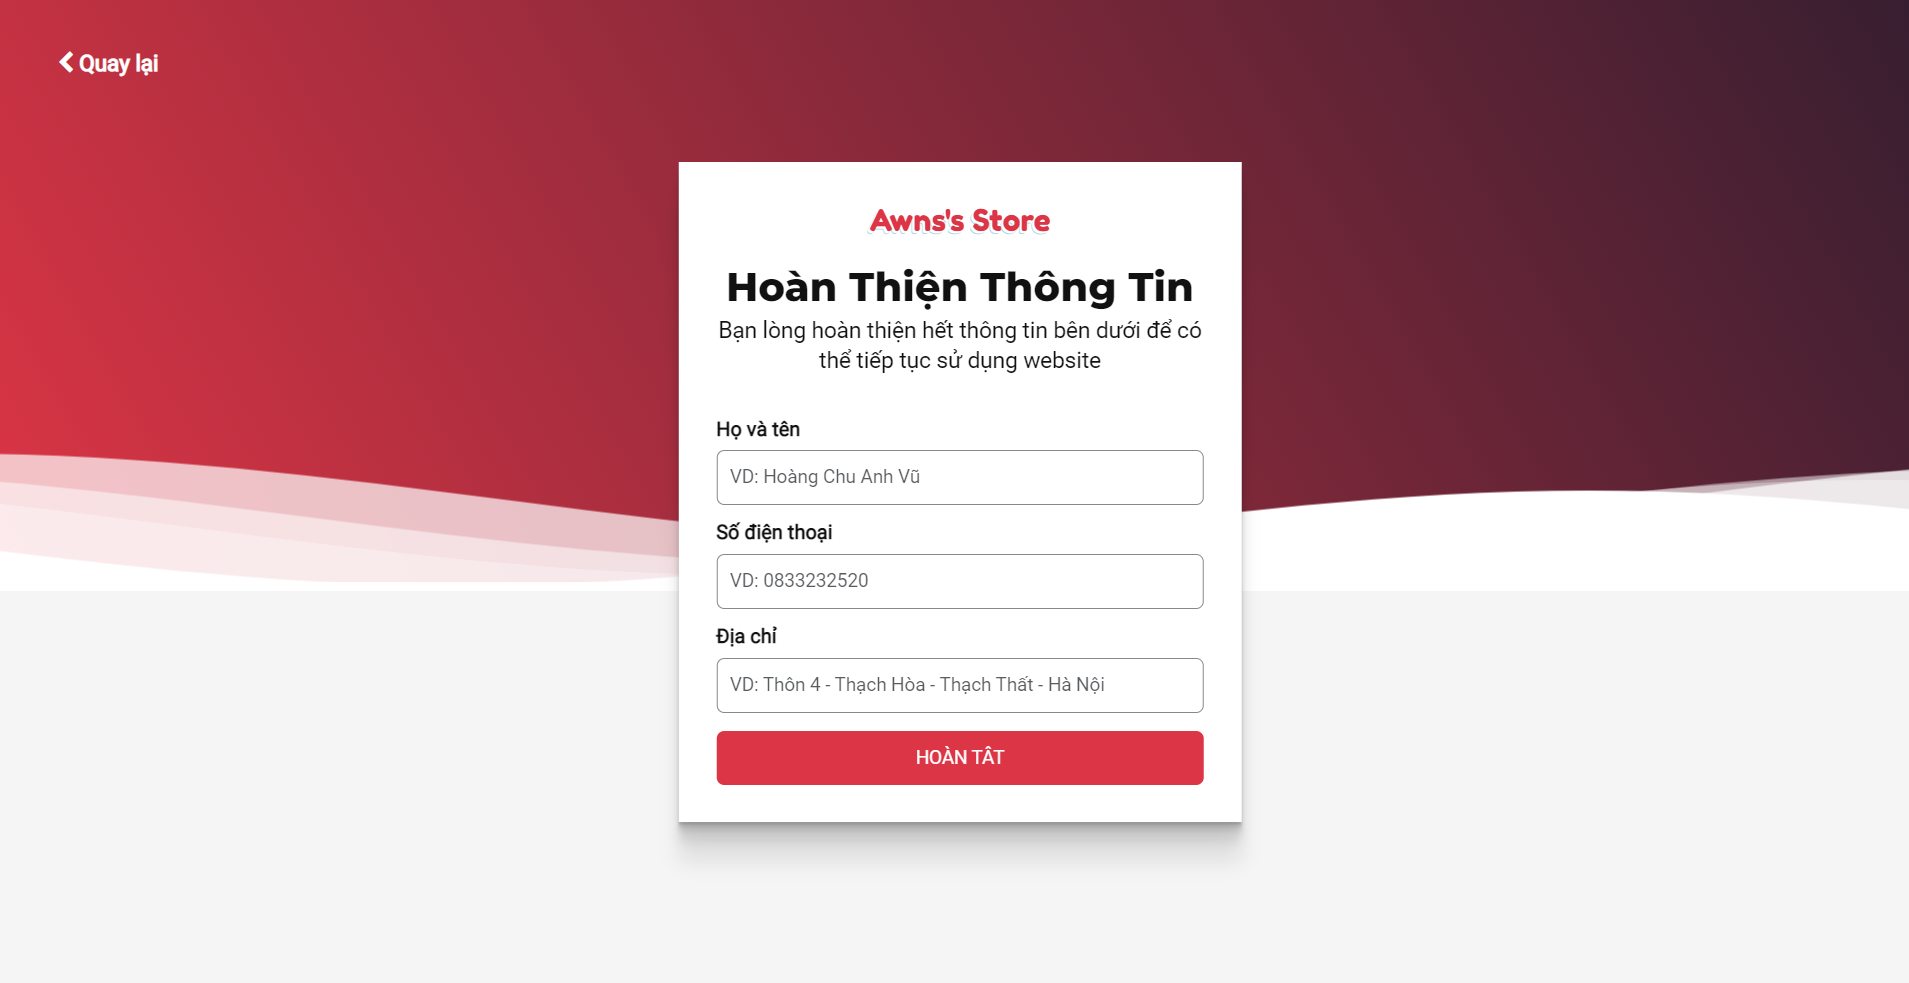 Quay lại
Awns's Store
Hoàn Thiện Thông Tin
Bạn lòng hoàn thiện hết thông tin bên dưới để có
thể tiếp tục sử dụng website
Họ và tên
VD: Hoàng Chu Anh Vũ
Số điện thoại
VD: 0833232520
Địa chỉ
VD: Thôn 4 - Thạch Hòa - Thạch Thất - Hà Nội
HOÀN TẤT